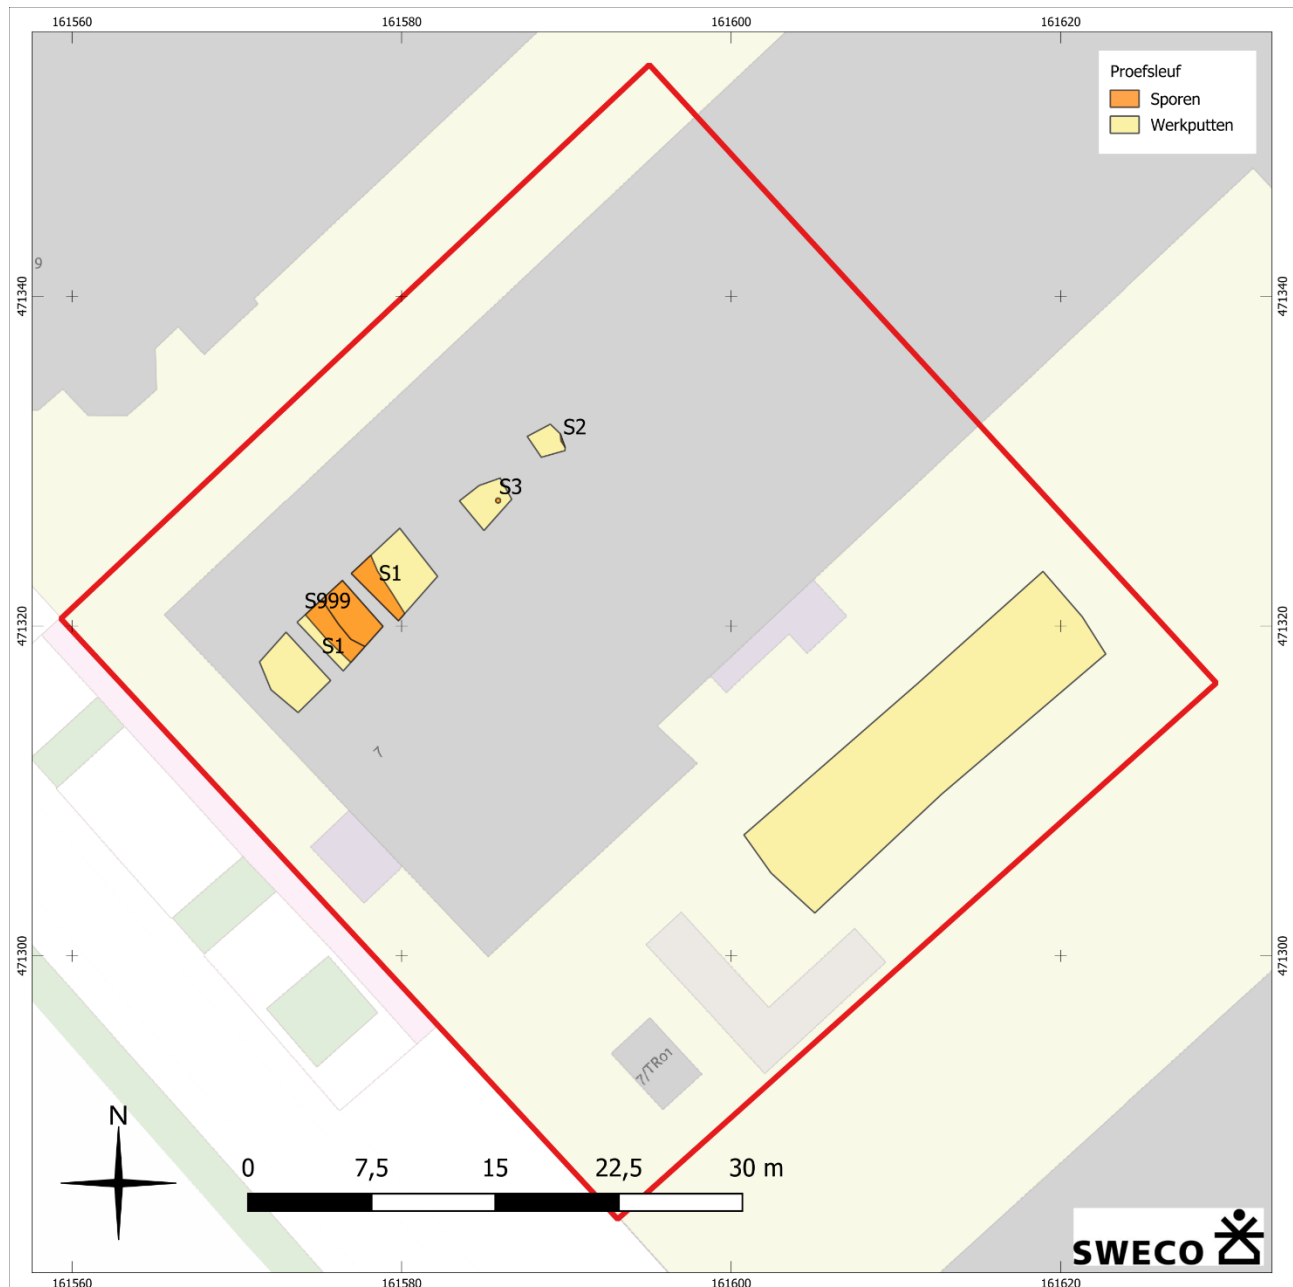 161560 161580 161600 161620
Proefsleuf
Sporen
Werkputten
9
471340 471340
S2
S3
S1
S999
471320 471320
S1
7
471300 471300
7/TR01
N
0 7,5 15 22,5 30 m
SWECO
161560 161580 161600 161620